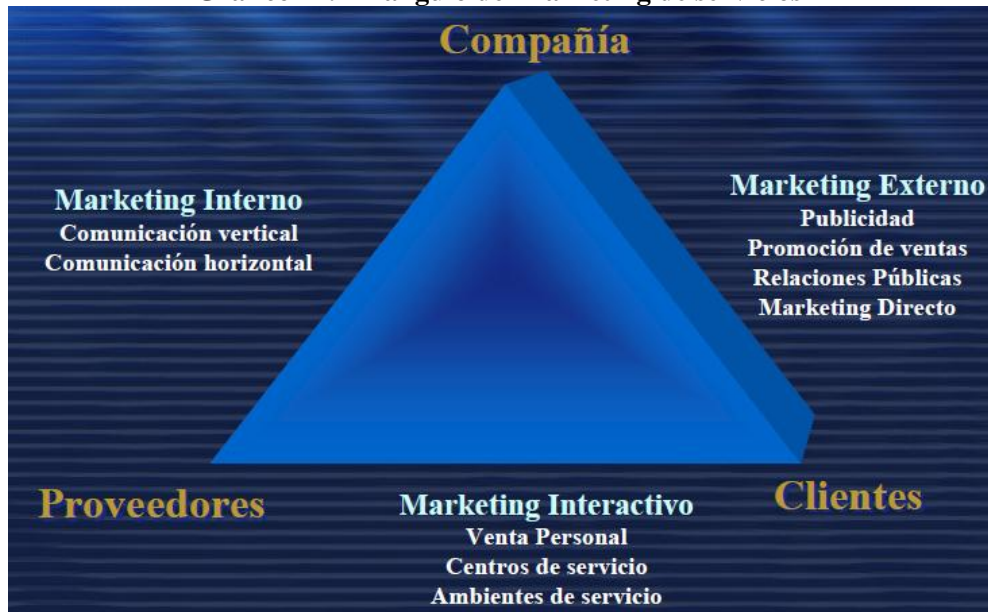 Compañía
Marketing Interno
Comunicación vertical
Comunicación horizontal
Marketing Externo
Publicidad
Promoción de ventas
Relaciones Públicas
Marketing Directo
Proveedores
Clientes
Marketing Interactivo
Venta Personal
Centros de servicio
Ambientes de servicio